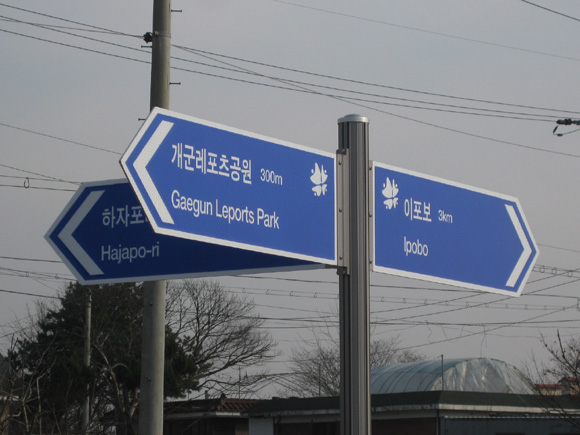 개군레포츠공원 300m
Gaegun Leports Park
이포보 3km
Ipobo
하자포
Hajapo-ri